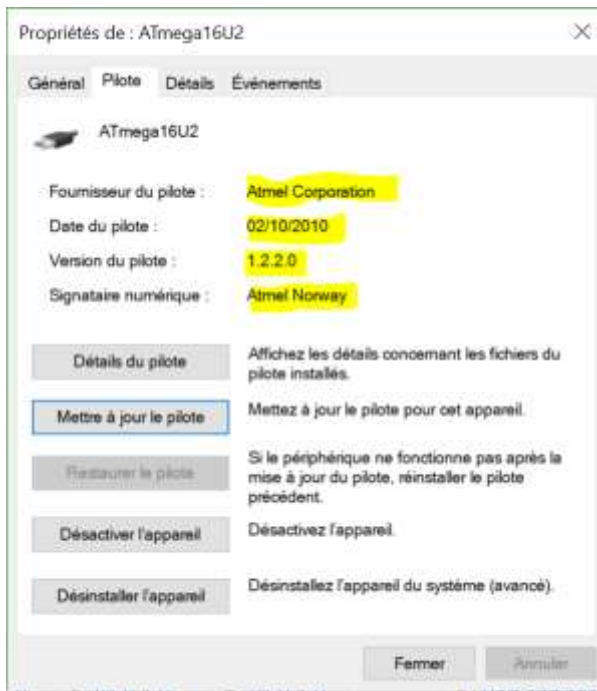 Propriétés de : ATmega16U2
Général Pilote Détails Événements
ATmega16U2
Fournisseur du pilote : Atmel Corporation
Date du pilote : 02/10/2010
Version du pilote : 1.2.2.0
Signataire numérique : Atmel Norway
Détails du pilote
Affichez les détails concernant les fichiers du
pilote installés.
Mettre à jour le pilote
Mettez à jour le pilote pour cet appareil.
Restaurer le pilote
Si le périphérique ne fonctionne pas après la
mise à jour du pilote, réinstaller le pilote
précédent.
Désactiver l'appareil
Désactivez l'appareil.
Désinstaller l'appareil
Désinstallez l'appareil du système (avancé).
Fermer Annuler